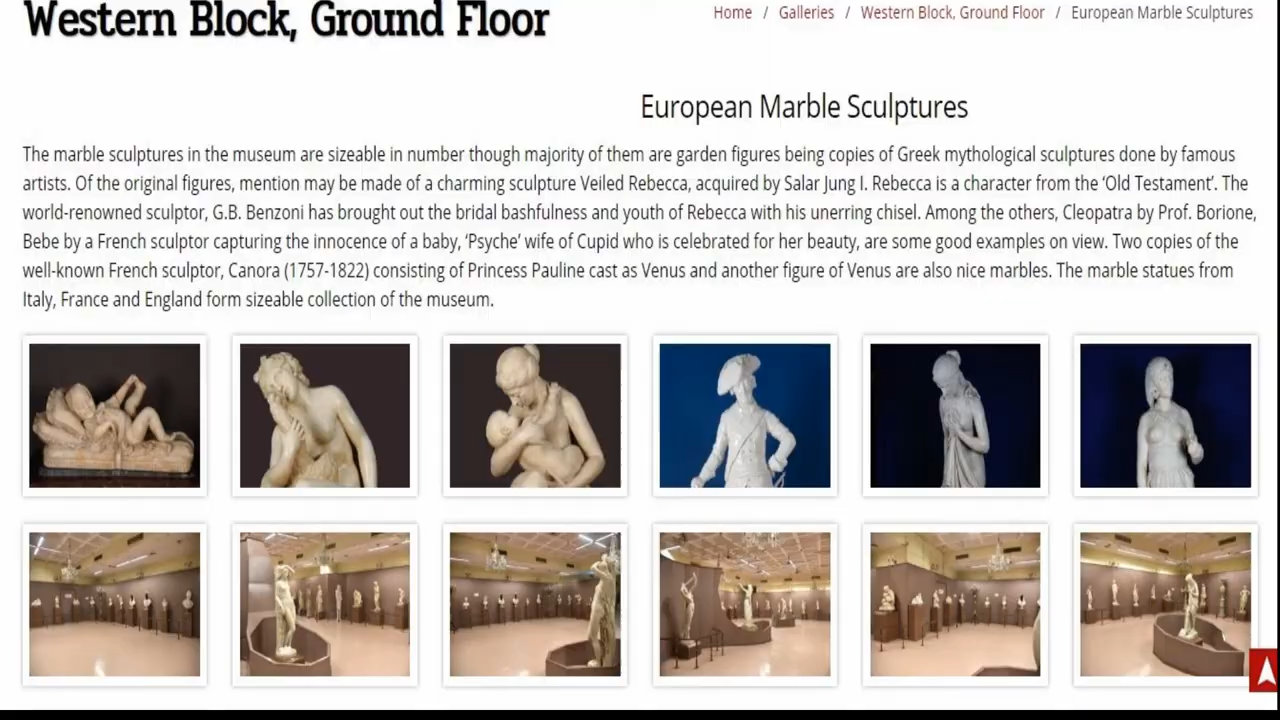 Western Block, Ground Floor
Home / Galleries / Western Block, Ground Floor / European Marble Sculptures
European Marble Sculptures
The marble sculptures in the museum are sizeable in number though majority of them are garden figures being copies of Greek mythological sculptures done by famous
artists. Of the original figures, mention may be made of a charming sculpture Veiled Rebecca, acquired by Salar Jung I. Rebecca is a character from the ‘Old Testament’. The
world-renowned sculptor, G.B. Benzoni has brought out the bridal bashfulness and youth of Rebecca with his unerring chisel. Among the others, Cleopatra by Prof. Borione,
Bebe by a French sculptor capturing the innocence of a baby, ‘Psyche’ wife of Cupid who is celebrated for her beauty, are some good examples on view. Two copies of the
well-known French sculptor, Canora (1757-1822) consisting of Princess Pauline cast as Venus and another figure of Venus are also nice marbles. The marble statues from
Italy, France and England form sizeable collection of the museum.